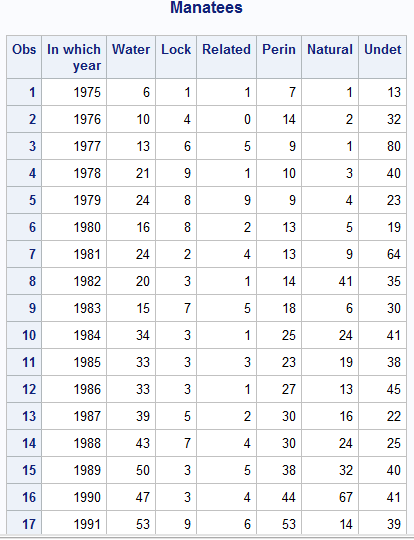 Manatees
Obs In which year Water Lock Related Perin Natural Undet
1 1975 6 1 1 7 1 13
2 1976 10 4 0 14 2 32
3 1977 13 6 5 9 1 80
4 1978 21 9 1 10 3 40
5 1979 24 8 9 9 4 23
6 1980 16 8 2 13 5 19
7 1981 24 2 4 13 9 64
8 1982 20 3 1 14 41 35
9 1983 15 7 5 18 6 30
10 1984 34 3 1 25 24 41
11 1985 33 3 3 23 19 38
12 1986 33 3 1 27 13 45
13 1987 39 5 2 30 16 22
14 1988 43 7 4 30 24 25
15 1989 50 3 5 38 32 40
16 1990 47 3 4 44 67 41
17 1991 53 9 6 53 14 39